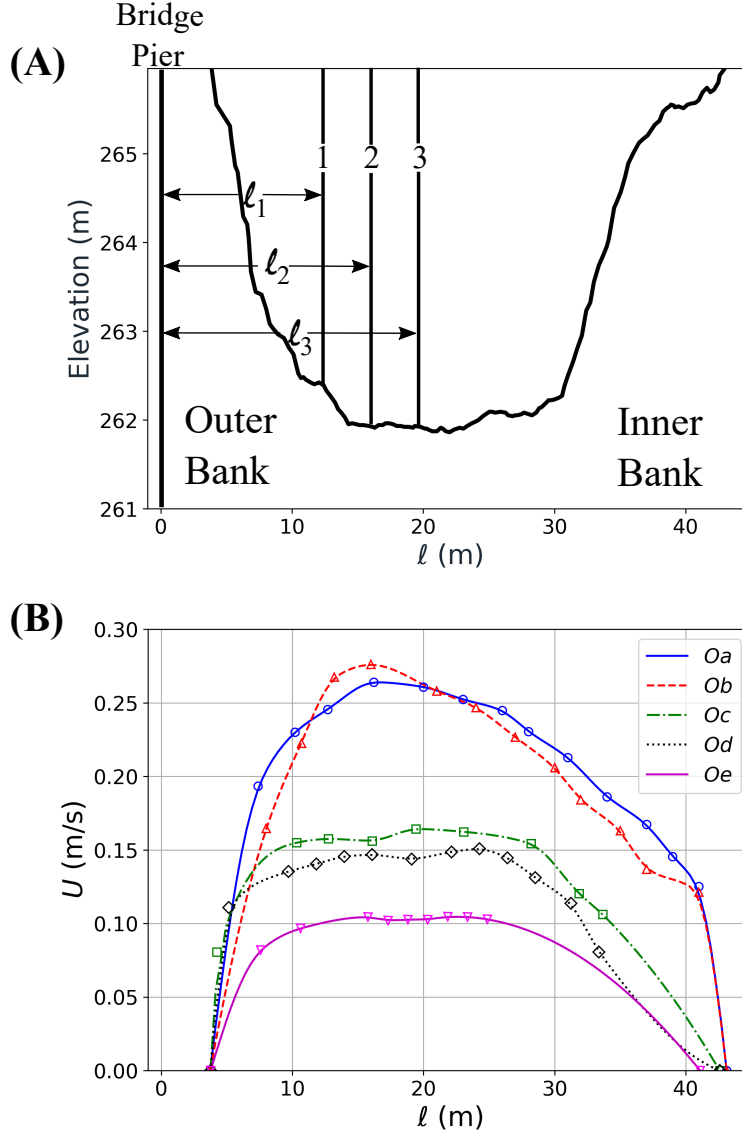 Bridge
Pier
(A)
1 2 3
ℓ1
ℓ2
ℓ3
Outer
Bank
Inner
Bank
265
264
263
262
261
Elevation (m)
0 10 20 30 40
ℓ (m)
(B)
0.30
0.25
0.20
0.15
0.10
0.05
0.00
U (m/s)
Oa
Ob
Oc
Od
Oe
0 10 20 30 40
ℓ (m)